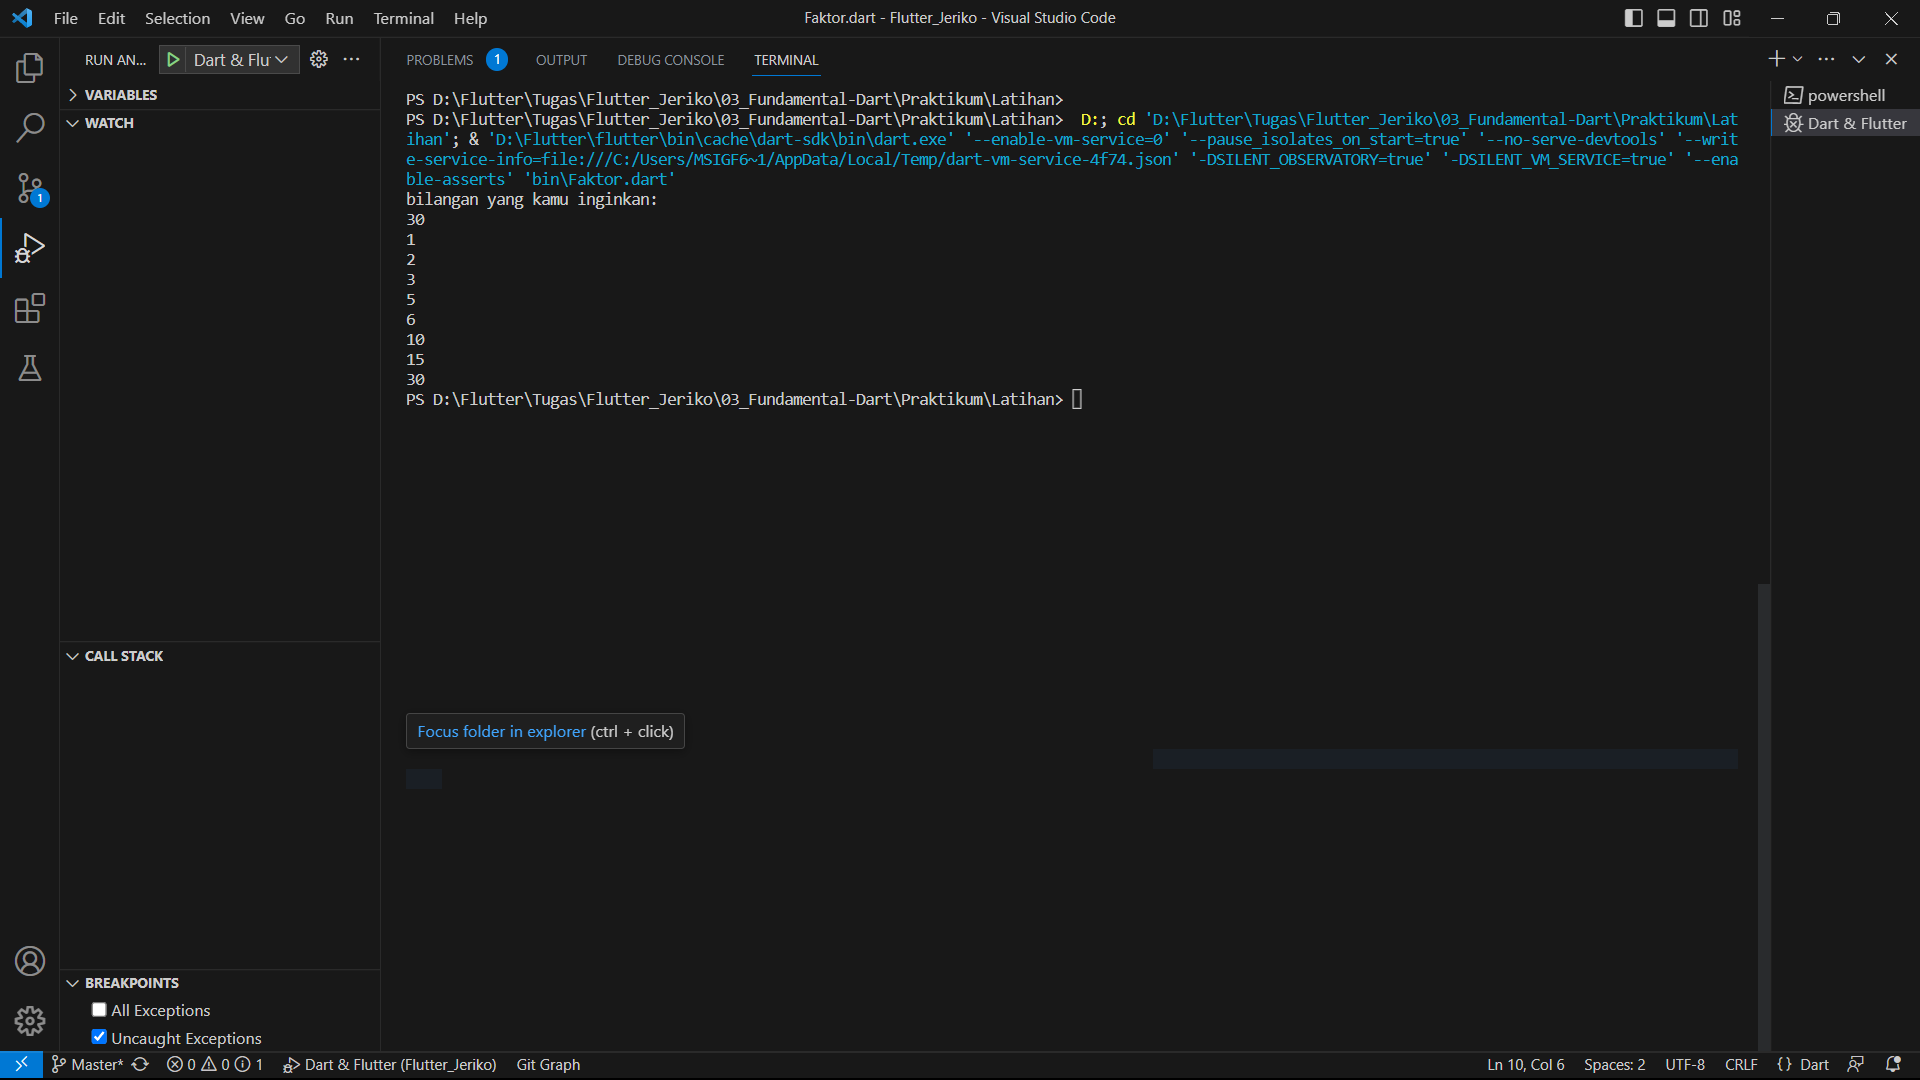 File Edit Selection View Go Run Terminal Help
Faktor.dart - Flutter_Jeriko - Visual Studio Code
RUN AN... Dart & Flu
VARIABLES
WATCH
CALL STACK
BREAKPOINTS
All Exceptions
Uncaught Exceptions
1
PROBLEMS 1 OUTPUT DEBUG CONSOLE TERMINAL
PS D:\Flutter\Tugas\Flutter_Jeriko\03_Fundamental-Dart\Praktikum\Latihan>
PS D:\Flutter\Tugas\Flutter_Jeriko\03_Fundamental-Dart\Praktikum\Latihan>  D:; cd 'D:\Flutter\Tugas\Flutter_Jeriko\03_Fundamental-Dart\Praktikum\Lat
ihan'; & 'D:\Flutter\flutter\bin\cache\dart-sdk\bin\dart.exe' '--enable-vm-service=0' '--pause_isolates_on_start=true' '--no-serve-devtools' '--writ
e-service-info=file:///C:/Users/MSIGF6~1/AppData/Local/Temp/dart-vm-service-4f74.json' '-DSILENT_OBSERVATORY=true' '-DSILENT_VM_SERVICE=true' '--ena
ble-asserts' 'bin\Faktor.dart'
bilangan yang kamu inginkan:
30
1
2
3
5
6
10
15
30
PS D:\Flutter\Tugas\Flutter_Jeriko\03_Fundamental-Dart\Praktikum\Latihan>
Focus folder in explorer (ctrl + click)
powershell
Dart & Flutter
Master* 0 0 1 Dart & Flutter (Flutter_Jeriko) Git Graph
Ln 10, Col 6 Spaces: 2 UTF-8 CRLF {} Dart